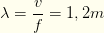 λ = v/f = 1,2m